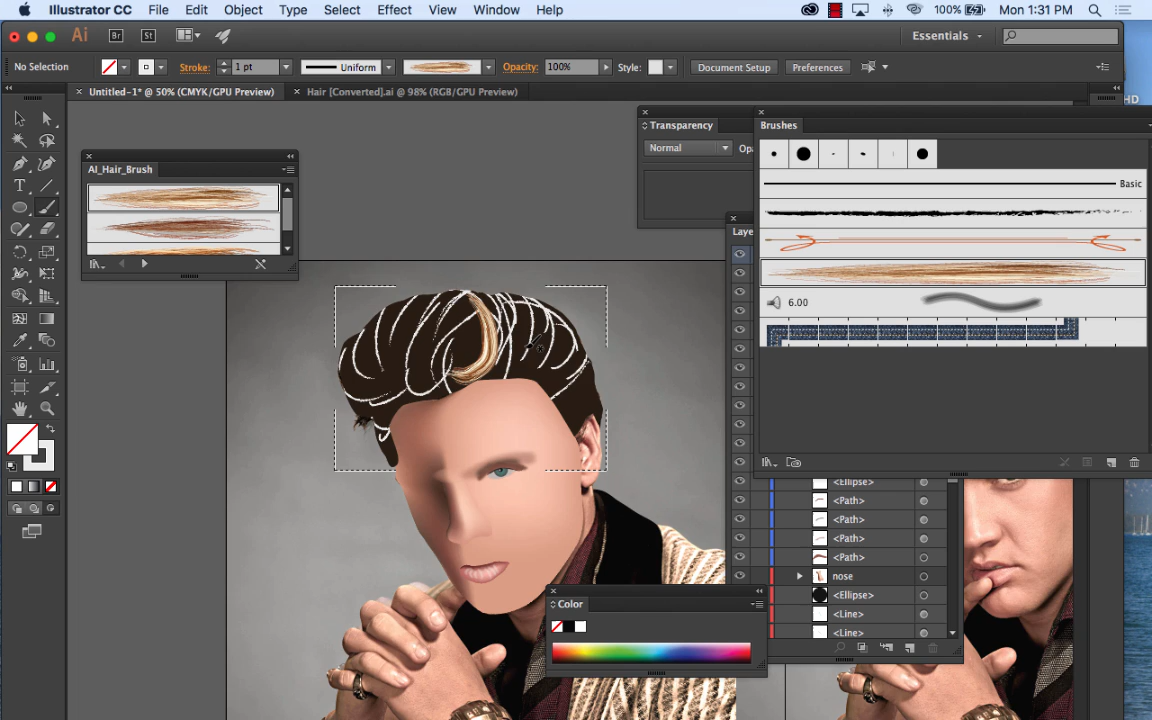 Illustrator CC File Edit Object Type Select Effect View Window Help 100% Mon 1:31 PM
Ai Br St Essentials
No Selection Stroke: 1 pt Uniform Opacity: 100% Style: Document Setup Preferences
Untitled-1* @ 50% (CMYK/GPU Preview) Hair [Converted].ai @ 98% (RGB/GPU Preview)
HD
Transparency
Normal Opa
Brushes
Basic
6.00
AI_Hair_Brush
Laye
<Ellipse>
<Path>
<Path>
<Path>
<Path>
nose
<Ellipse>
<Line>
<Line>
Color